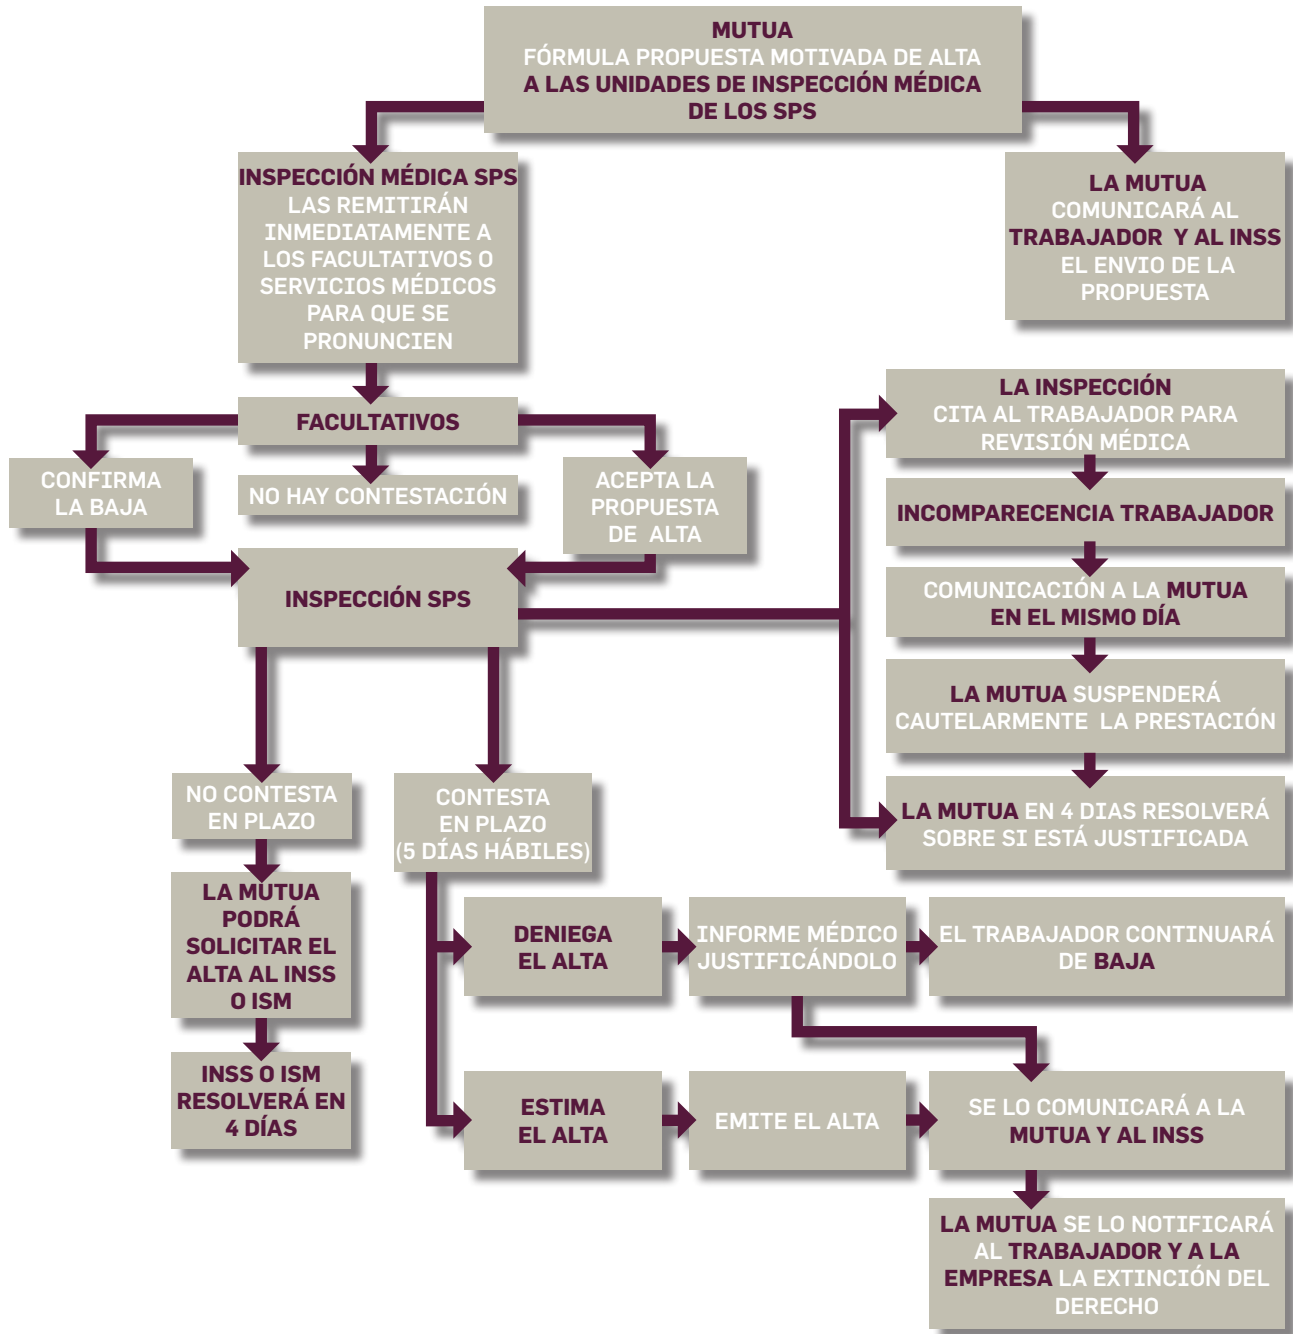 MUTUA
FÓRMULA PROPUESTA MOTIVADA DE ALTA
A LAS UNIDADES DE INSPECCIÓN MÉDICA
DE LOS SPS
INSPECCIÓN MÉDICA SPS
LAS REMITIRÁN
INMEDIATAMENTE A
LOS FACULTATIVOS O
SERVICIOS MÉDICOS
PARA QUE SE
PRONUNCIEN
LA MUTUA
COMUNICARÁ AL
TRABAJADOR Y AL INSS
EL ENVIO DE LA
PROPUESTA
FACULTATIVOS
CONFIRMA
LA BAJA
NO HAY CONTESTACIÓN
ACEPTA LA
PROPUESTA
DE ALTA
INSPECCIÓN SPS
LA INSPECCIÓN
CITA AL TRABAJADOR PARA
REVISIÓN MÉDICA
INCOMPARECENCIA TRABAJADOR
COMUNICACIÓN A LA MUTUA
EN EL MISMO DÍA
LA MUTUA SUSPENDERÁ
CAUTELARMENTE LA PRESTACIÓN
LA MUTUA EN 4 DIAS RESOLVERÁ
SOBRE SI ESTÁ JUSTIFICADA
NO CONTESTA
EN PLAZO
LA MUTUA
PODRÁ
SOLICITAR EL
ALTA AL INSS
O ISM
INSS O ISM
RESOLVERÁ EN
4 DÍAS
CONTESTA
EN PLAZO
(5 DÍAS HÁBILES)
DENIEGA
EL ALTA
INFORME MÉDICO
JUSTIFICÁNDOLO
EL TRABAJADOR CONTINUARÁ
DE BAJA
ESTIMA
EL ALTA
EMITE EL ALTA
SE LO COMUNICARÁ A LA
MUTUA Y AL INSS
LA MUTUA SE LO NOTIFICARÁ
AL TRABAJADOR Y A LA
EMPRESA LA EXTINCIÓN DEL
DERECHO